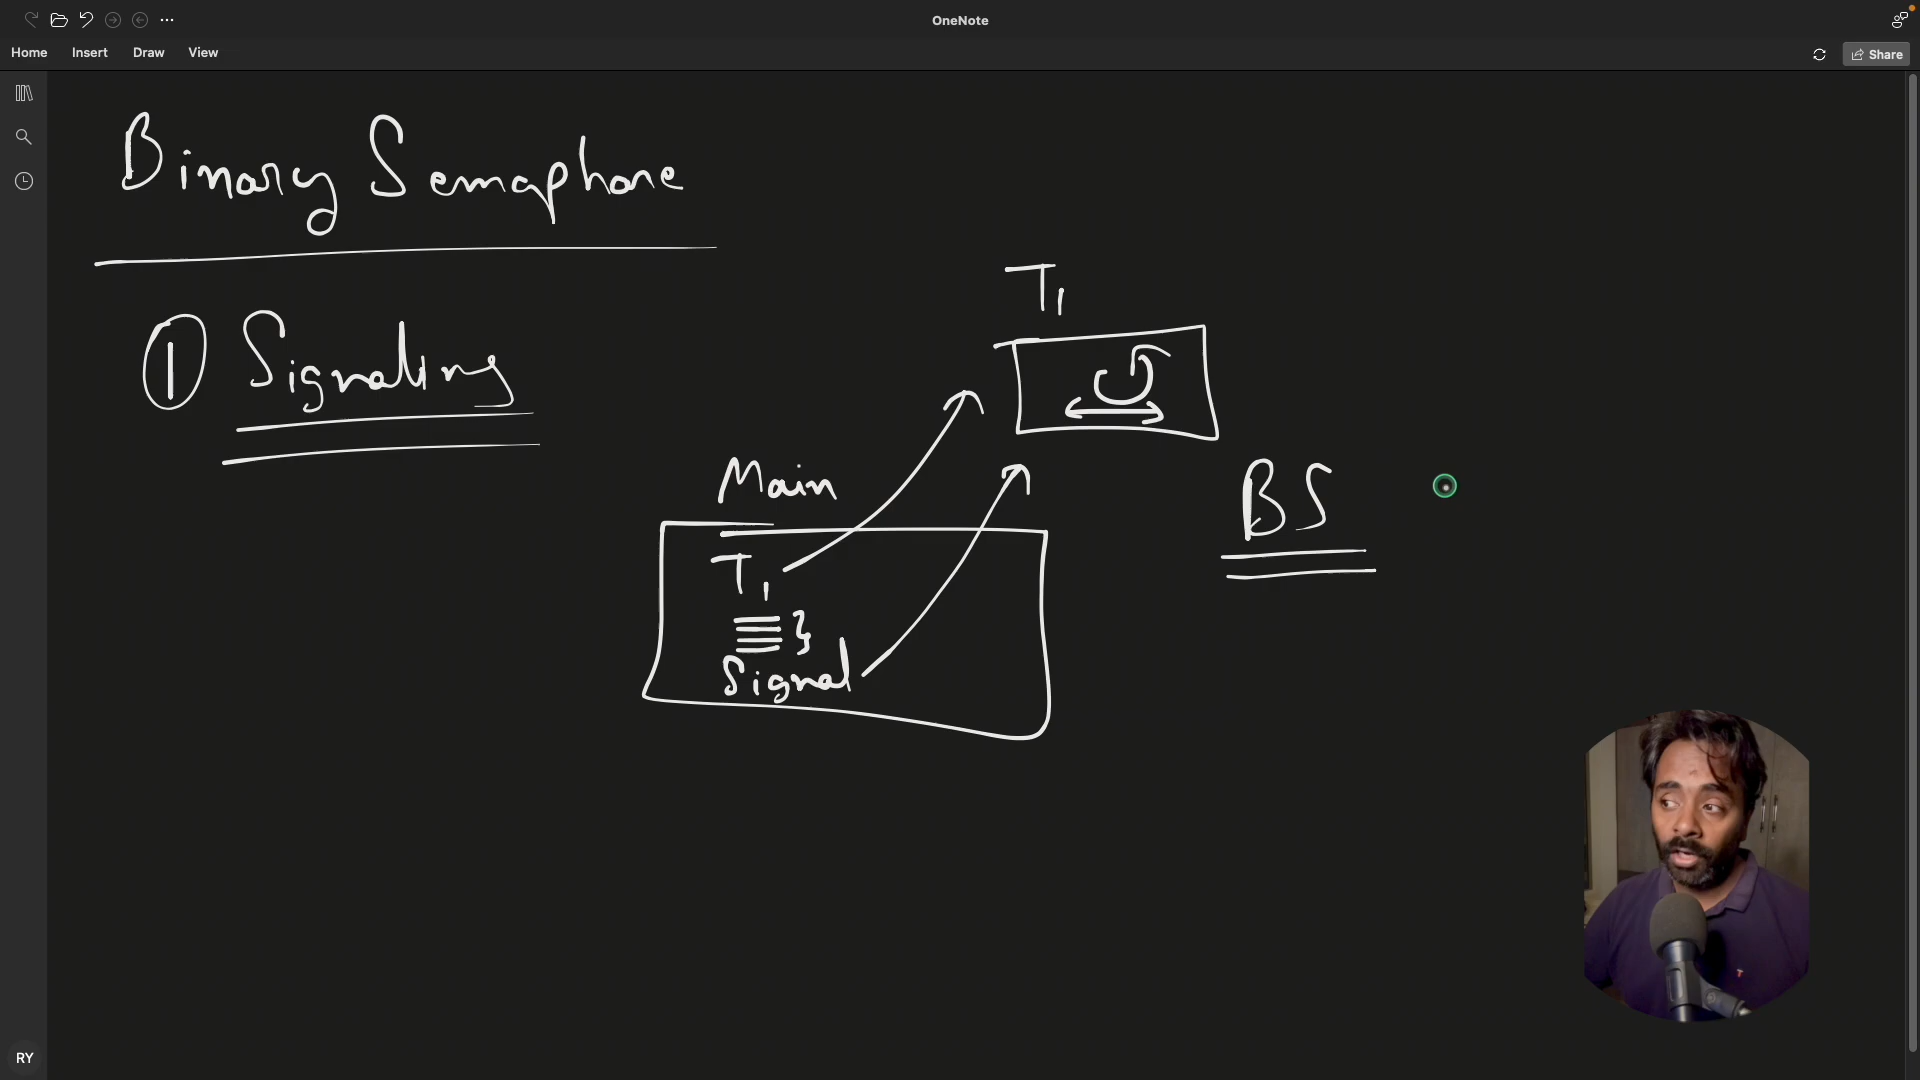 OneNote
Home Insert Draw View
Share
Binary Semaphore
1 Signaling
T1
Main
T1
Signal
BS
RY